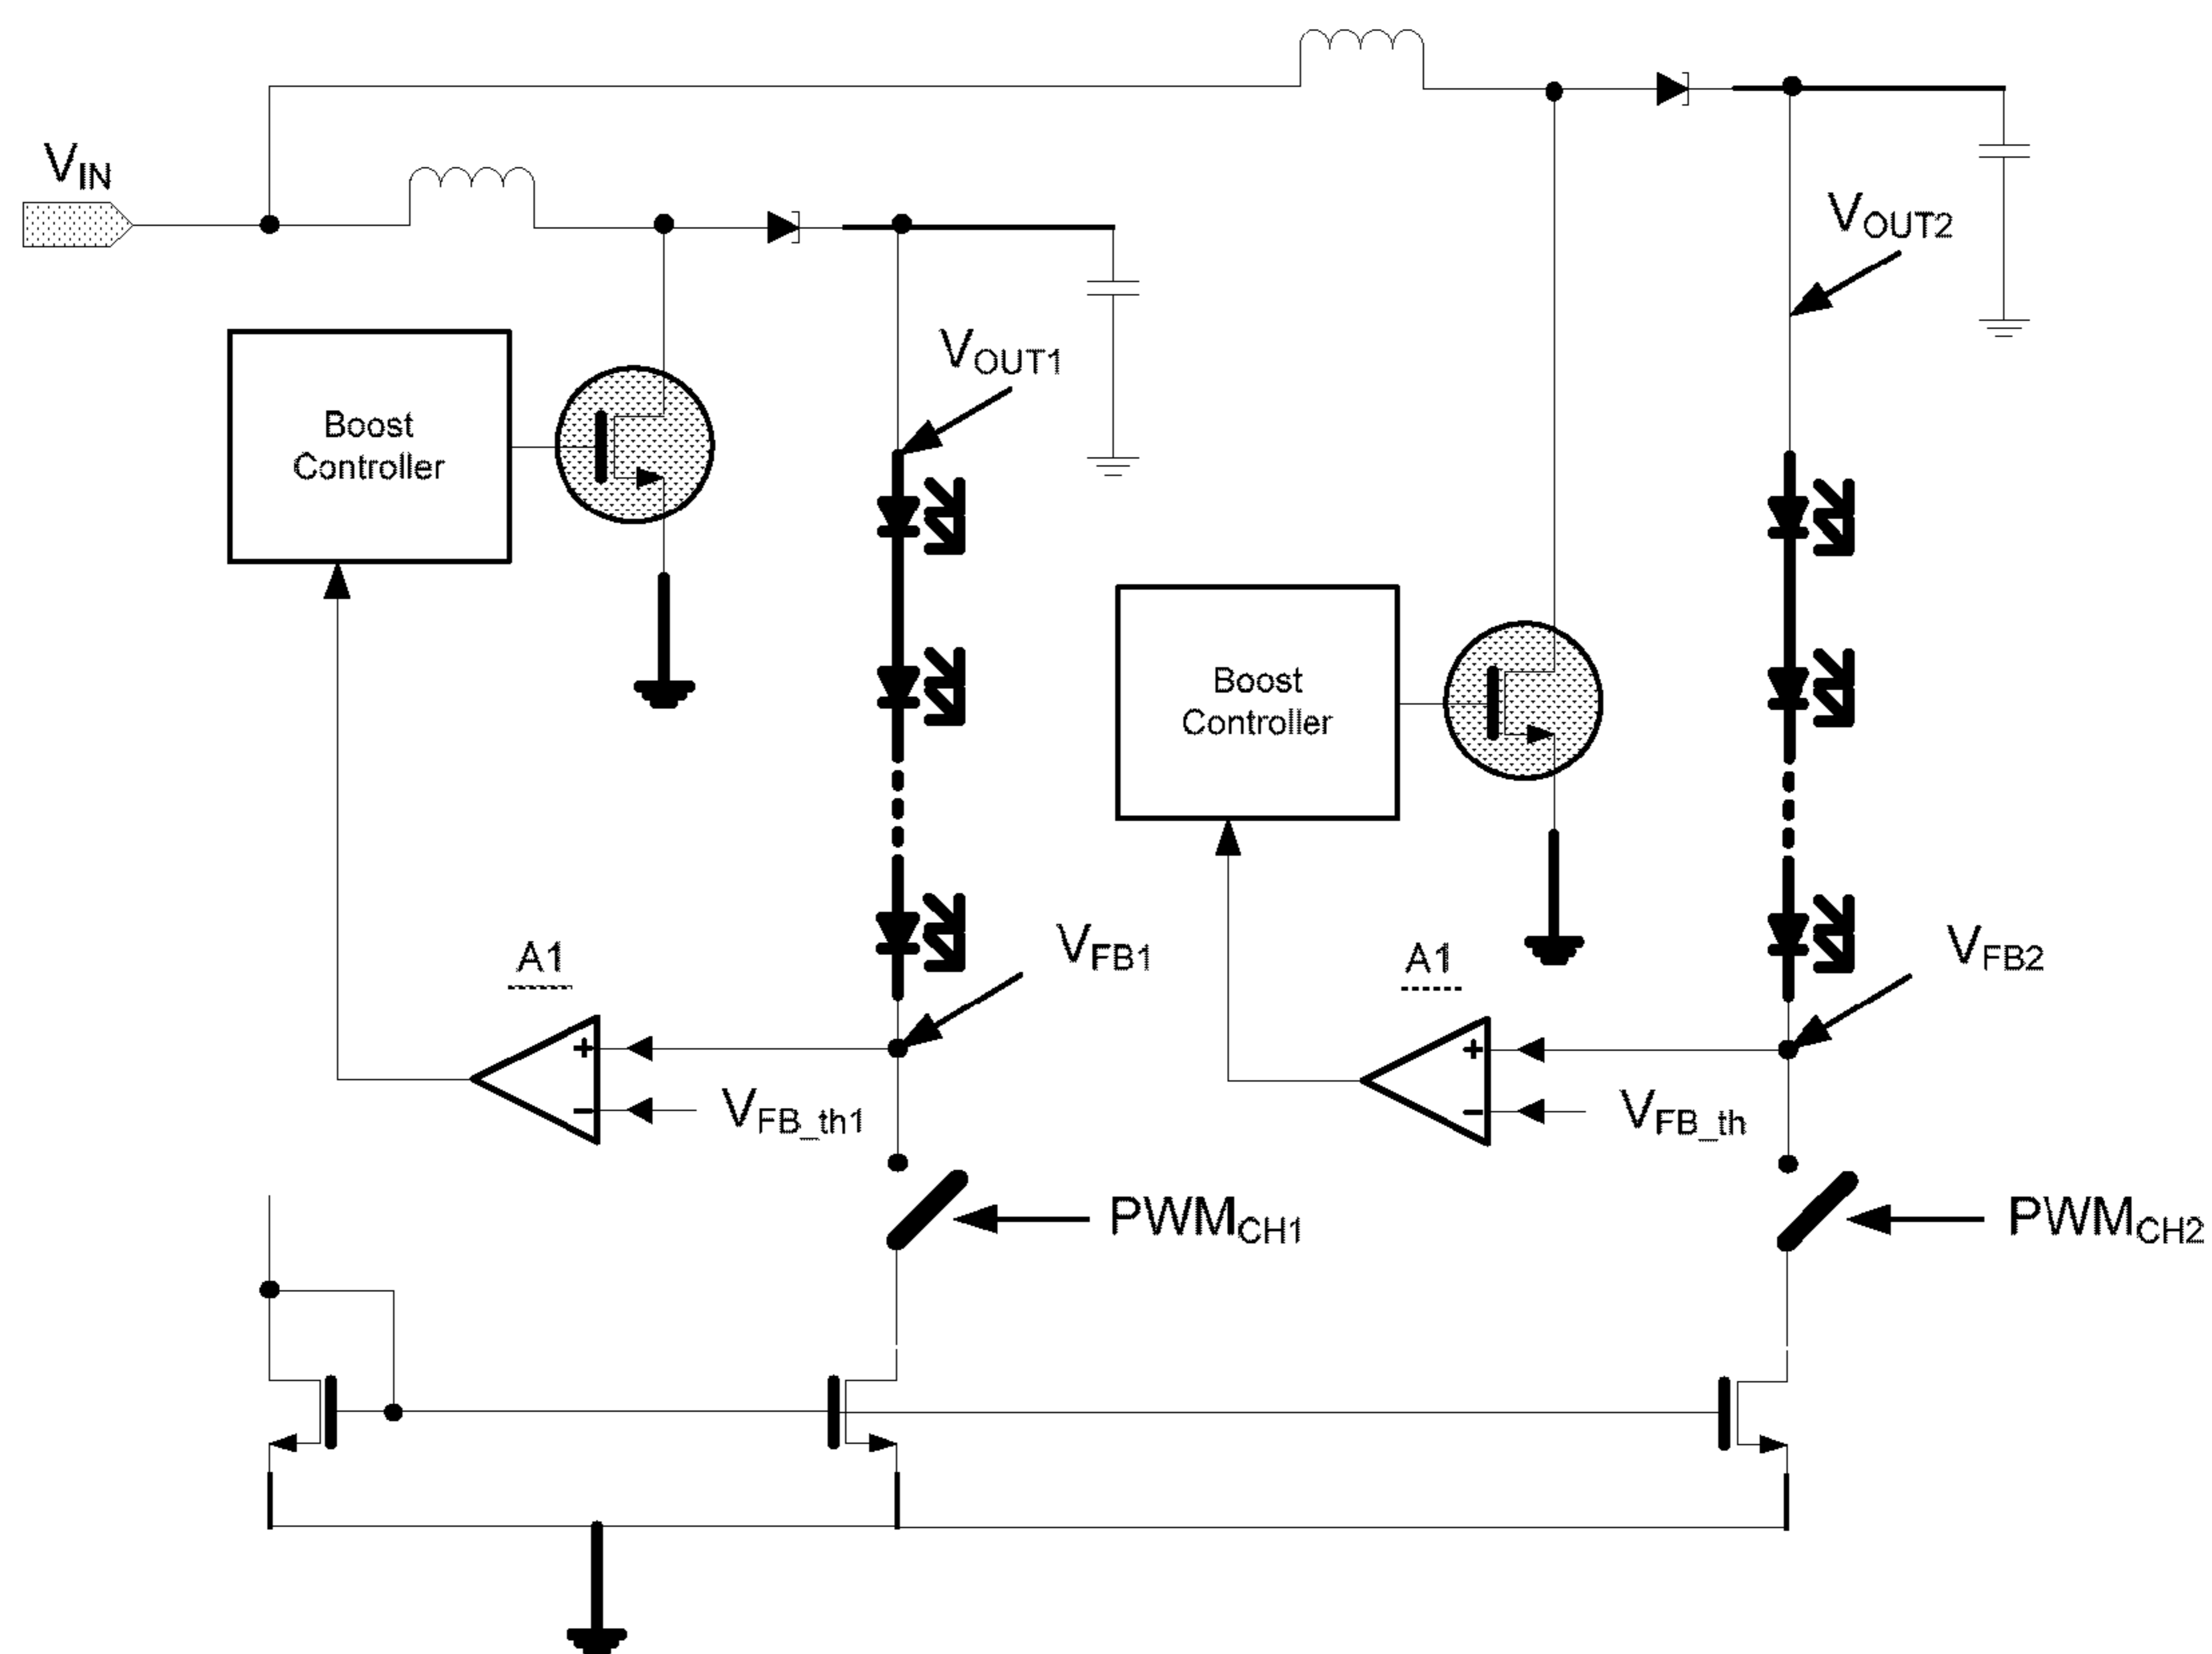 VIN
VOUT2
VOUT1
Boost
Controller
Boost
Controller
A1
VFB1
A1
VFB2
+
+
−
VFB_th1
−
VFB_th
PWMCH1
PWMCH2